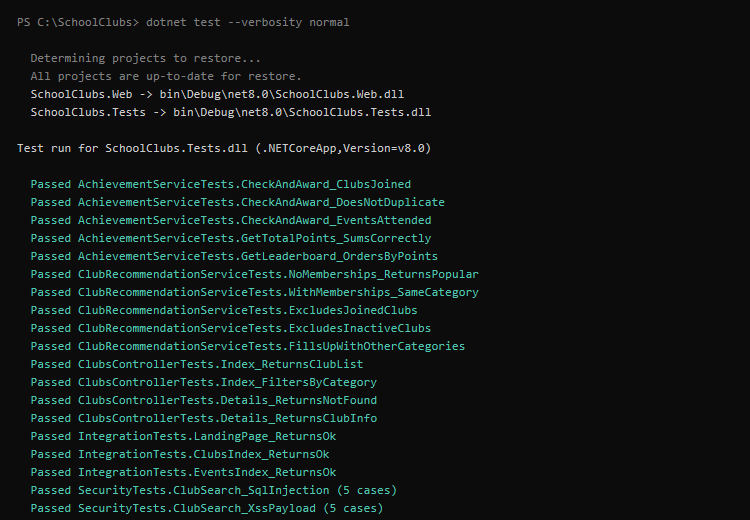 PS C:\SchoolClubs> dotnet test --verbosity normal
Determining projects to restore...
All projects are up-to-date for restore.
SchoolClubs.Web -> bin\Debug\net8.0\SchoolClubs.Web.dll
SchoolClubs.Tests -> bin\Debug\net8.0\SchoolClubs.Tests.dll
Test run for SchoolClubs.Tests.dll (.NETCoreApp,Version=v8.0)
Passed AchievementServiceTests.CheckAndAward_ClubsJoined
Passed AchievementServiceTests.CheckAndAward_DoesNotDuplicate
Passed AchievementServiceTests.CheckAndAward_EventsAttended
Passed AchievementServiceTests.GetTotalPoints_SumsCorrectly
Passed AchievementServiceTests.GetLeaderboard_OrdersByPoints
Passed ClubRecommendationServiceTests.NoMemberships_ReturnsPopular
Passed ClubRecommendationServiceTests.WithMemberships_SameCategory
Passed ClubRecommendationServiceTests.ExcludesJoinedClubs
Passed ClubRecommendationServiceTests.ExcludesInactiveClubs
Passed ClubRecommendationServiceTests.FillsUpWithOtherCategories
Passed ClubsControllerTests.Index_ReturnsClubList
Passed ClubsControllerTests.Index_FiltersByCategory
Passed ClubsControllerTests.Details_ReturnsNotFound
Passed ClubsControllerTests.Details_ReturnsClubInfo
Passed IntegrationTests.LandingPage_ReturnsOk
Passed IntegrationTests.ClubsIndex_ReturnsOk
Passed IntegrationTests.EventsIndex_ReturnsOk
Passed SecurityTests.ClubSearch_SqlInjection (5 cases)
Passed SecurityTests.ClubSearch_XssPayload (5 cases)